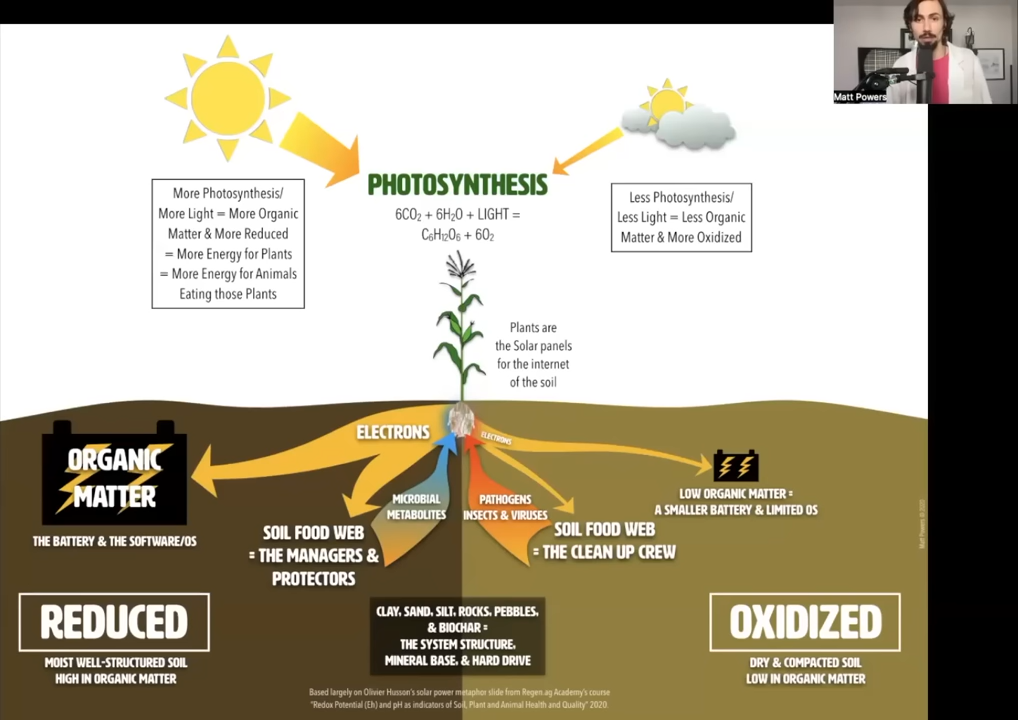 Matt Powers
PHOTOSYNTHESIS
6CO₂ + 6H₂O + LIGHT =
C₆H₁₂O₆ + 6O₂
More Photosynthesis/
More Light = More Organic
Matter & More Reduced
= More Energy for Plants
= More Energy for Animals
Eating those Plants
Less Photosynthesis/
Less Light = Less Organic
Matter & More Oxidized
Plants are
the Solar panels
for the internet
of the soil
ELECTRONS
ELECTRONS
ORGANIC
MATTER
THE BATTERY & THE SOFTWARE/OS
MICROBIAL
METABOLITES
PATHOGENS
INSECTS & VIRUSES
LOW ORGANIC MATTER =
A SMALLER BATTERY & LIMITED OS
SOIL FOOD WEB
= THE MANAGERS &
PROTECTORS
SOIL FOOD WEB
= THE CLEAN UP CREW
Matt Powers © 2020
REDUCED
MOIST WELL-STRUCTURED SOIL
HIGH IN ORGANIC MATTER
CLAY, SAND, SILT, ROCKS, PEBBLES,
& BIOCHAR =
THE SYSTEM STRUCTURE,
MINERAL BASE, & HARD DRIVE
OXIDIZED
DRY & COMPACTED SOIL
LOW IN ORGANIC MATTER
Based largely on Olivier Husson's solar power metaphor slide from Regen.ag Academy's course
"Redox Potential (Eh) and pH as indicators of Soil, Plant and Animal Health and Quality" 2020.